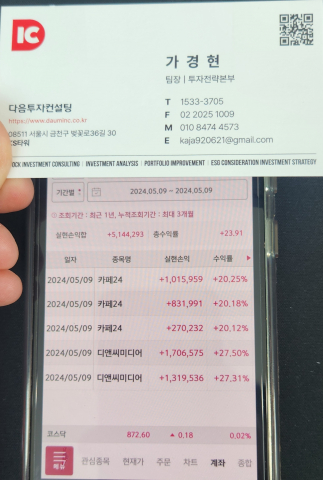 IC
가 경 현
팀장 | 투자전략본부
다음투자컨설팅
https://www.dauminc.co.kr
08511 서울시 금천구 벚꽃로36길 30
KS타워
T 1533-3705
F 02 2025 1009
M 010 8474 4573
E kaja920621@gmail.com
OCK INVESTMENT CONSULTING | INVESTMENT ANALYSIS | PORTFOLIO IMPROVEMENT | ESG CONSIDERATION INVESTMENT STRATEGY
기간별 2024.05.09 ~ 2024.05.09
조회기간 : 최근 1년, 누적조회기간 : 최대 3개월
실현손익합 +5,144,293 총수익률 +23.91
일자 종목명 실현손익 수익률
2024/05/09 카페24 +1,015,959 +20.25%
2024/05/09 카페24 +831,991 +20.18%
2024/05/09 카페24 +270,232 +20.12%
2024/05/09 디앤씨미디어 +1,706,575 +27.50%
2024/05/09 디앤씨미디어 +1,319,536 +27.31%
코스닥 872.60 ▲ 0.18 0.02%
메뉴 관심종목 현재가 주문 차트 계좌 종합